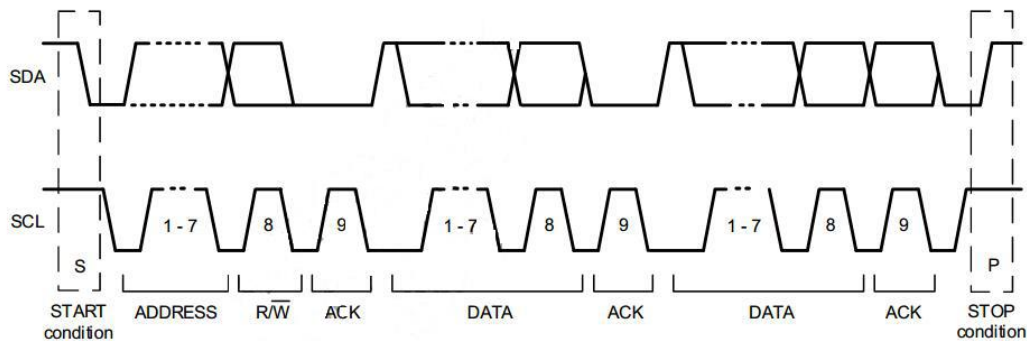 SDA
SCL
1 - 7 8 9 1 - 7 8 9 1 - 7 8 9
S P
START condition ADDRESS R/W̅ ACK DATA ACK DATA ACK STOP condition